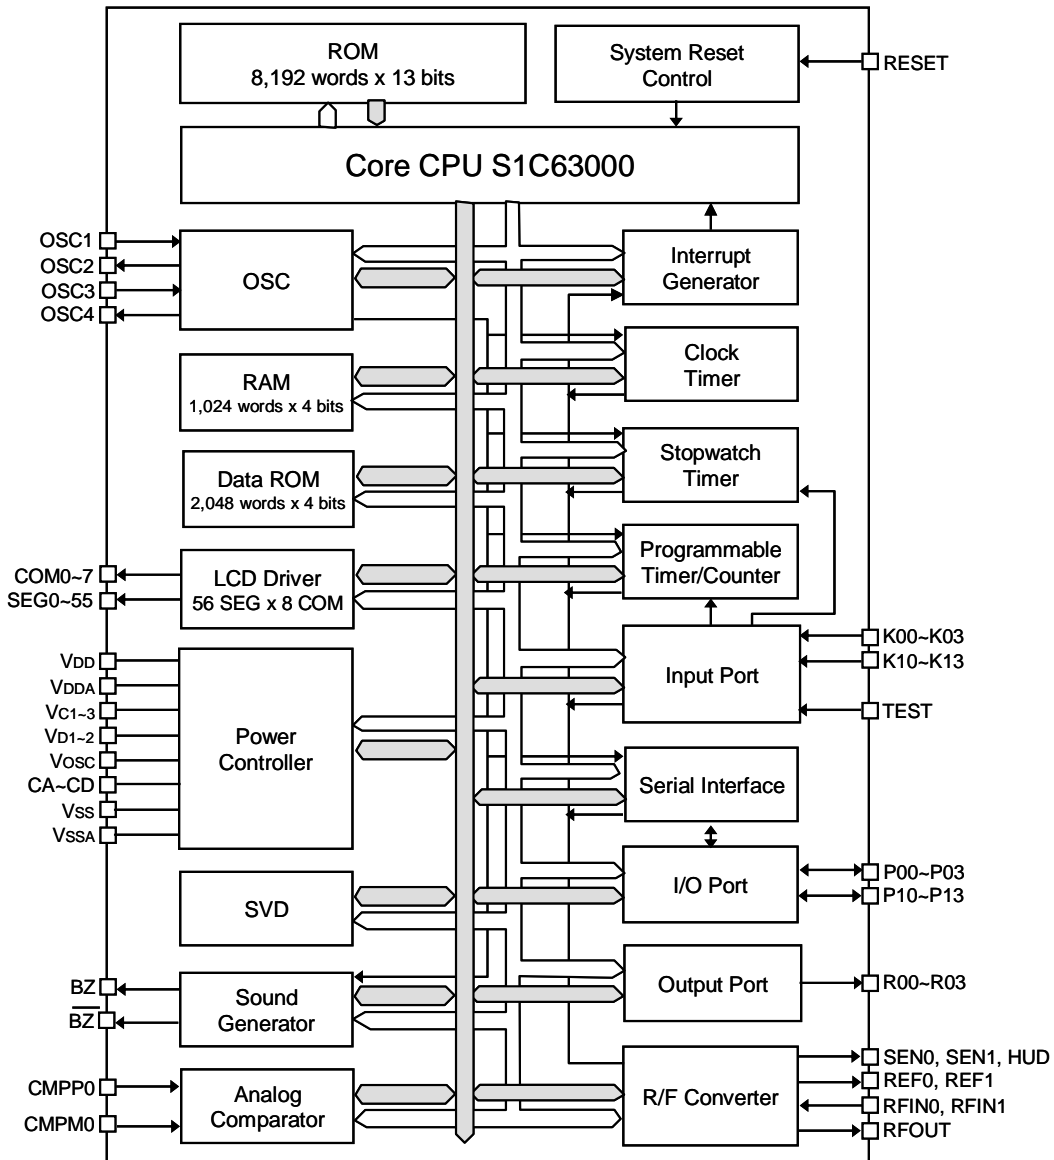 ROM
8,192 words x 13 bits
System Reset
Control
RESET
Core CPU S1C63000
OSC1
OSC2
OSC3
OSC4
OSC
Interrupt
Generator
RAM
1,024 words x 4 bits
Clock
Timer
Data ROM
2,048 words x 4 bits
Stopwatch
Timer
COM0~7
SEG0~55
LCD Driver
56 SEG x 8 COM
Programmable
Timer/Counter
VDD
VDDA
VC1~3
VD1~2
VOSC
CA~CD
VSS
VSSA
Power
Controller
Input Port
K00~K03
K10~K13
TEST
Serial Interface
SVD
I/O Port
P00~P03
P10~P13
BZ
B̅Z̅
Sound
Generator
Output Port
R00~R03
CMPP0
CMPM0
Analog
Comparator
R/F Converter
SEN0, SEN1, HUD
REF0, REF1
RFIN0, RFIN1
RFOUT